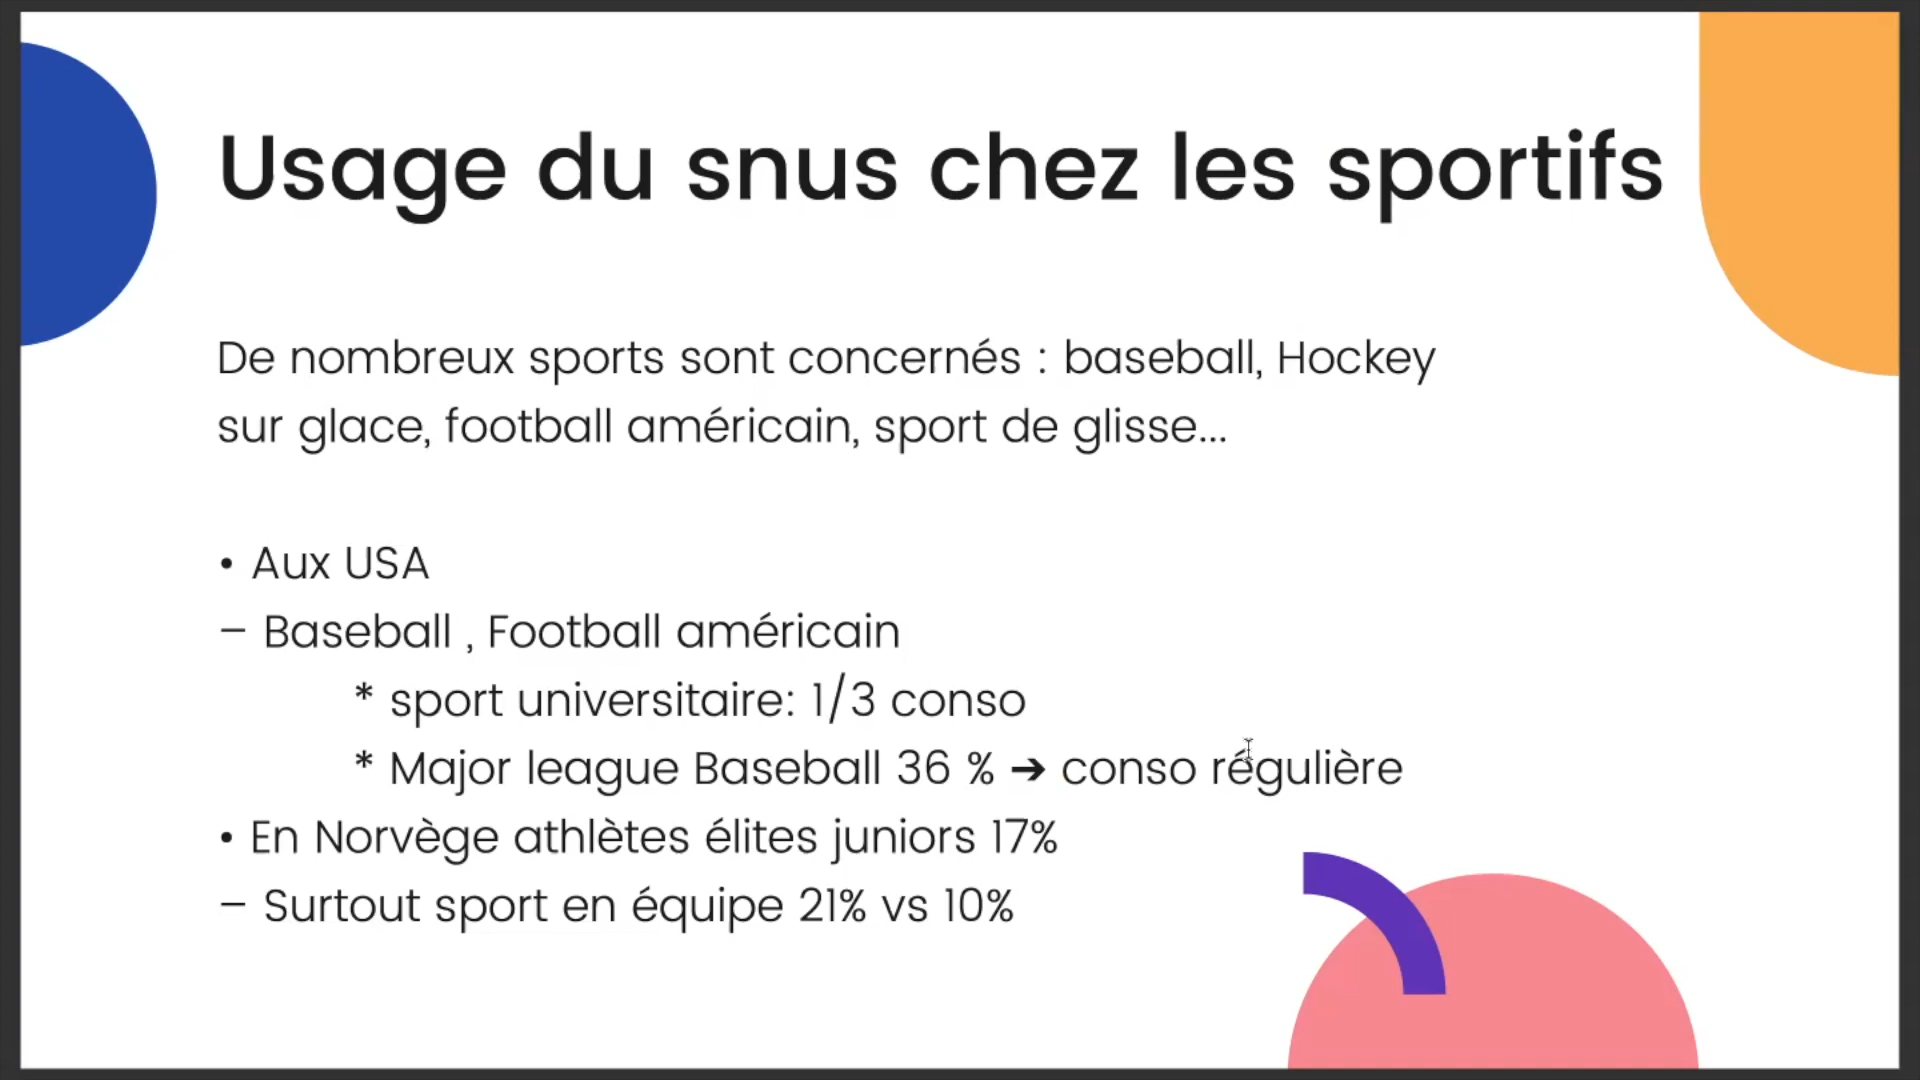 Usage du snus chez les sportifs
De nombreux sports sont concernés : baseball, Hockey
sur glace, football américain, sport de glisse...
• Aux USA
– Baseball , Football américain
* sport universitaire: 1/3 conso
* Major league Baseball 36 % ➔ conso régulière
• En Norvège athlètes élites juniors 17%
– Surtout sport en équipe 21% vs 10%